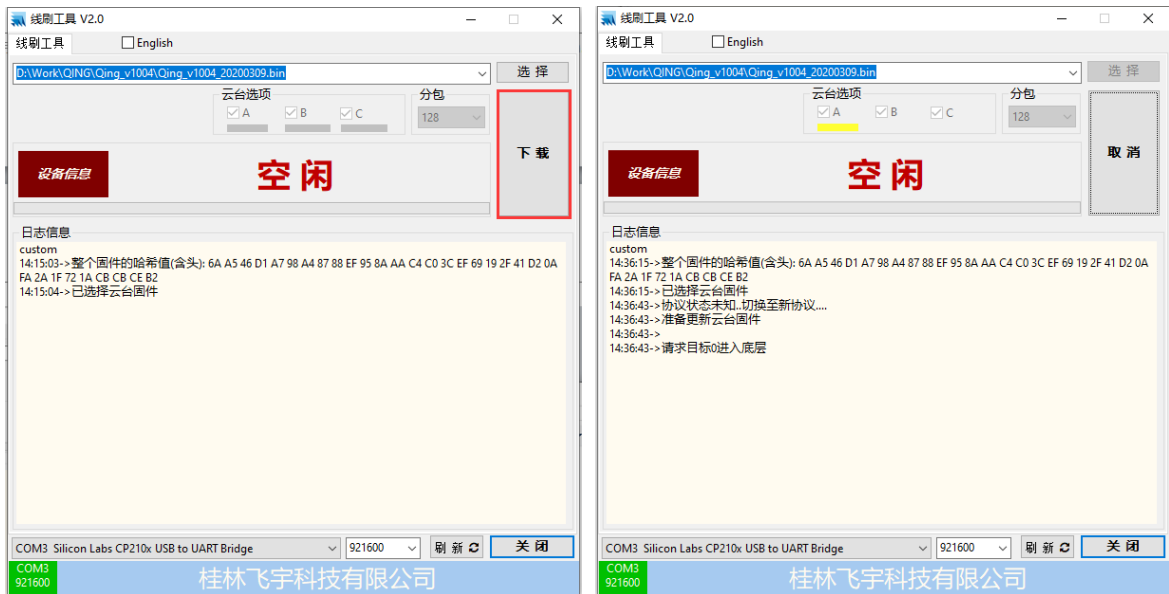 线刷工具 V2.0
线刷工具 English
D:\Work\QING\Qing_v1004\Qing_v1004_20200309.bin 选 择
云台选项 分包
A B C 128
下 载
设备信息 空 闲
日志信息
custom
14:15:03->整个固件的哈希值(含头): 6A A5 46 D1 A7 98 A4 87 88 EF 95 8A AA C4 C0 3C EF 69 19 2F 41 D2 0A
FA 2A 1F 72 1A CB CB CE B2
14:15:04->已选择云台固件
COM3 Silicon Labs CP210x USB to UART Bridge 921600 刷 新 关 闭
COM3
921600
桂林飞宇科技有限公司
线刷工具 V2.0
线刷工具 English
D:\Work\QING\Qing_v1004\Qing_v1004_20200309.bin 选 择
云台选项 分包
A B C 128
取 消
设备信息 空 闲
日志信息
custom
14:36:15->整个固件的哈希值(含头): 6A A5 46 D1 A7 98 A4 87 88 EF 95 8A AA C4 C0 3C EF 69 19 2F 41 D2 0A
FA 2A 1F 72 1A CB CB CE B2
14:36:15->已选择云台固件
14:36:43->协议状态未知..切换至新协议....
14:36:43->准备更新云台固件
14:36:43->
14:36:43->请求目标0进入底层
COM3 Silicon Labs CP210x USB to UART Bridge 921600 刷 新 关 闭
COM3
921600
桂林飞宇科技有限公司